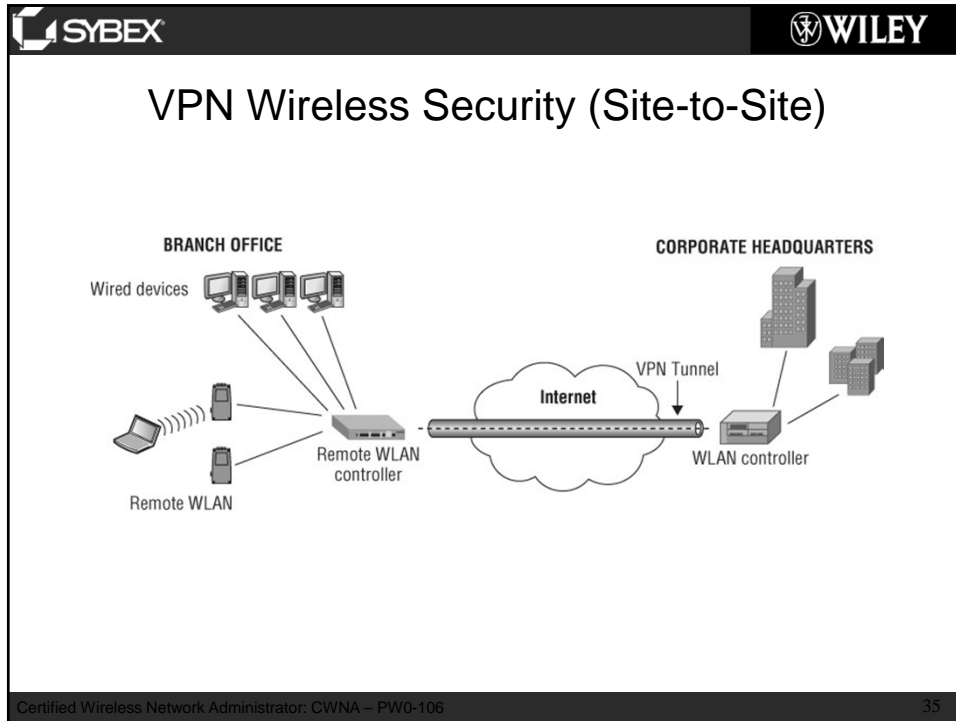 SYBEX
WILEY
VPN Wireless Security (Site-to-Site)
BRANCH OFFICE
CORPORATE HEADQUARTERS
Wired devices
VPN Tunnel
Internet
Remote WLAN
controller
WLAN controller
Remote WLAN
Certified Wireless Network Administrator: CWNA – PW0-106
35